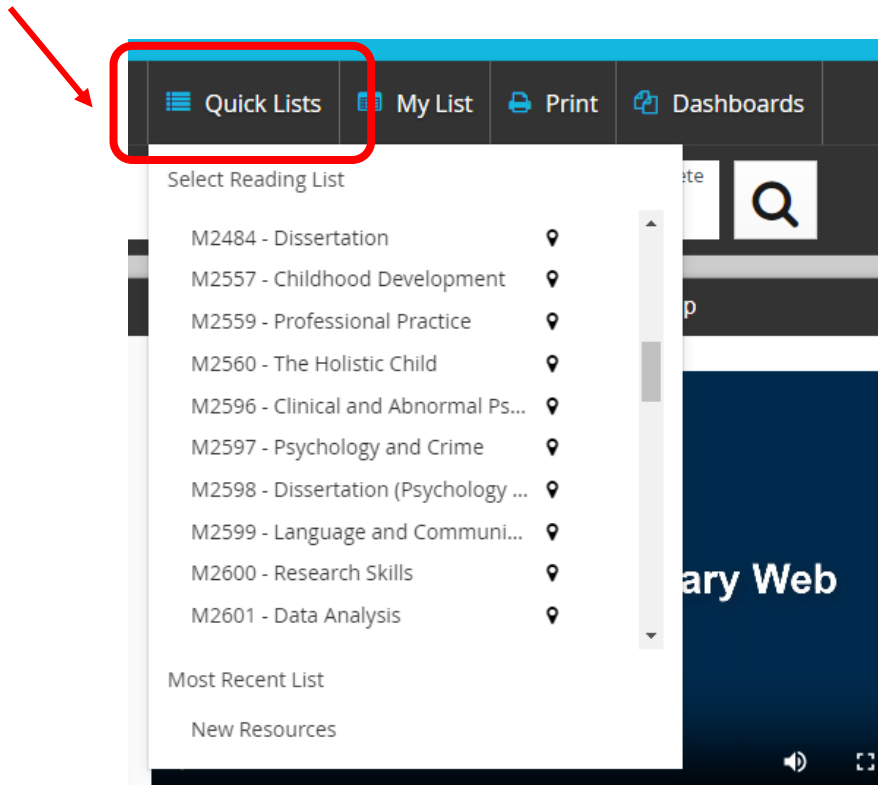 Quick Lists My List Print Dashboards
Select Reading List
ete
M2484 - Dissertation
M2557 - Childhood Development
M2559 - Professional Practice
p
M2560 - The Holistic Child
M2596 - Clinical and Abnormal Ps...
M2597 - Psychology and Crime
M2598 - Dissertation (Psychology ...
M2599 - Language and Communi...
M2600 - Research Skills
ary Web
M2601 - Data Analysis
Most Recent List
New Resources